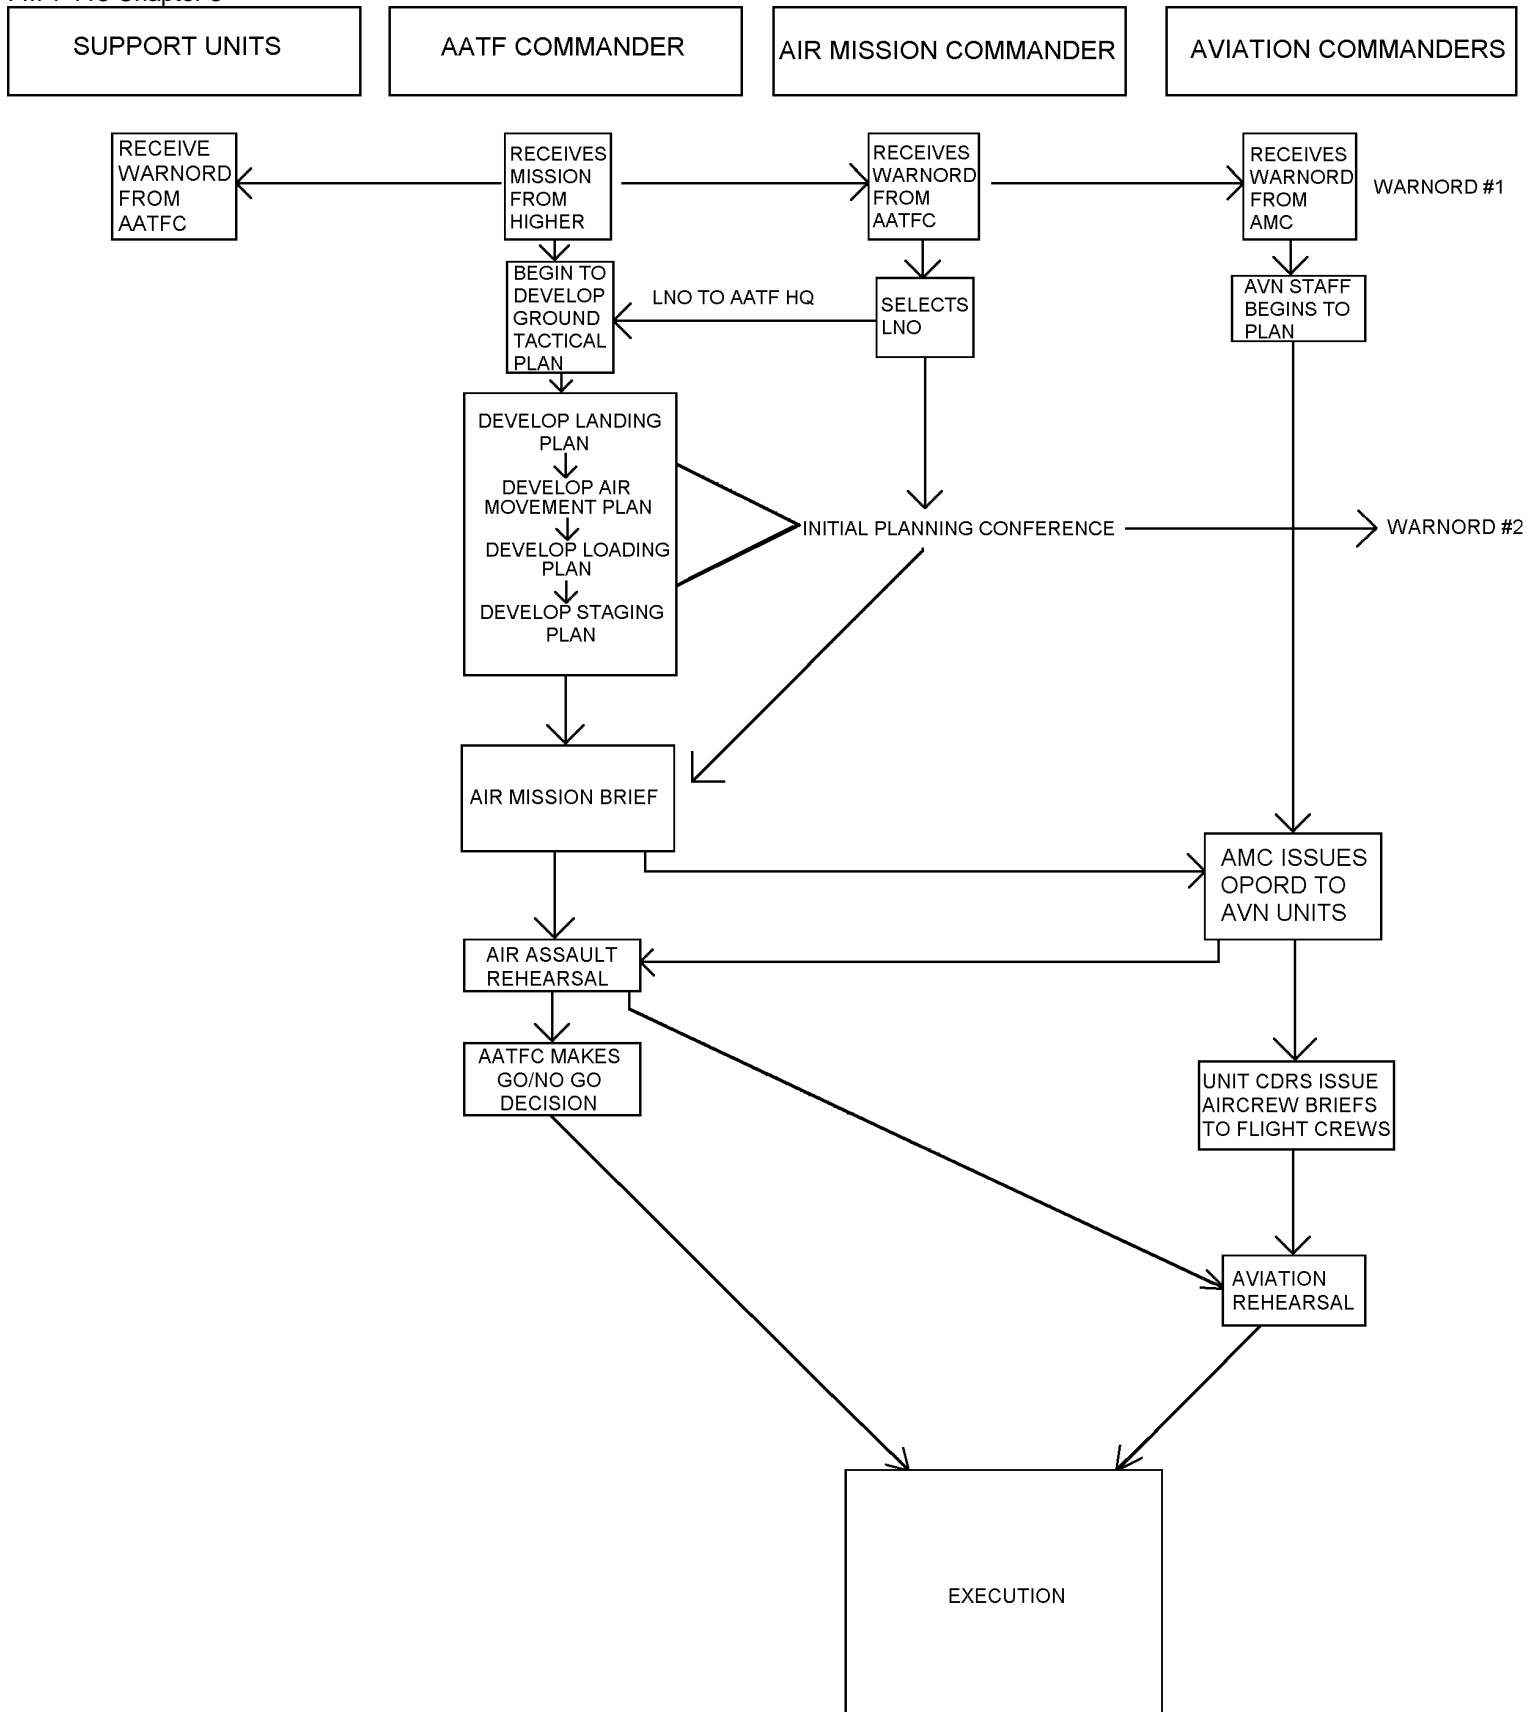 Chapter 3
SUPPORT UNITS
AATF COMMANDER
AIR MISSION COMMANDER
AVIATION COMMANDERS
RECEIVE
WARNORD
FROM
AATFC
RECEIVES
MISSION
FROM
HIGHER
RECEIVES
WARNORD
FROM
AATFC
RECEIVES
WARNORD
FROM
AMC
WARNORD #1
BEGIN TO
DEVELOP
GROUND
TACTICAL
PLAN
LNO TO AATF HQ
SELECTS
LNO
AVN STAFF
BEGINS TO
PLAN
DEVELOP LANDING
PLAN
DEVELOP AIR
MOVEMENT PLAN
DEVELOP LOADING
PLAN
DEVELOP STAGING
PLAN
INITIAL PLANNING CONFERENCE
WARNORD #2
AIR MISSION BRIEF
AMC ISSUES
OPORD TO
AVN UNITS
AIR ASSAULT
REHEARSAL
AATFC MAKES
GO/NO GO
DECISION
UNIT CDRS ISSUE
AIRCREW BRIEFS
TO FLIGHT CREWS
AVIATION
REHEARSAL
EXECUTION